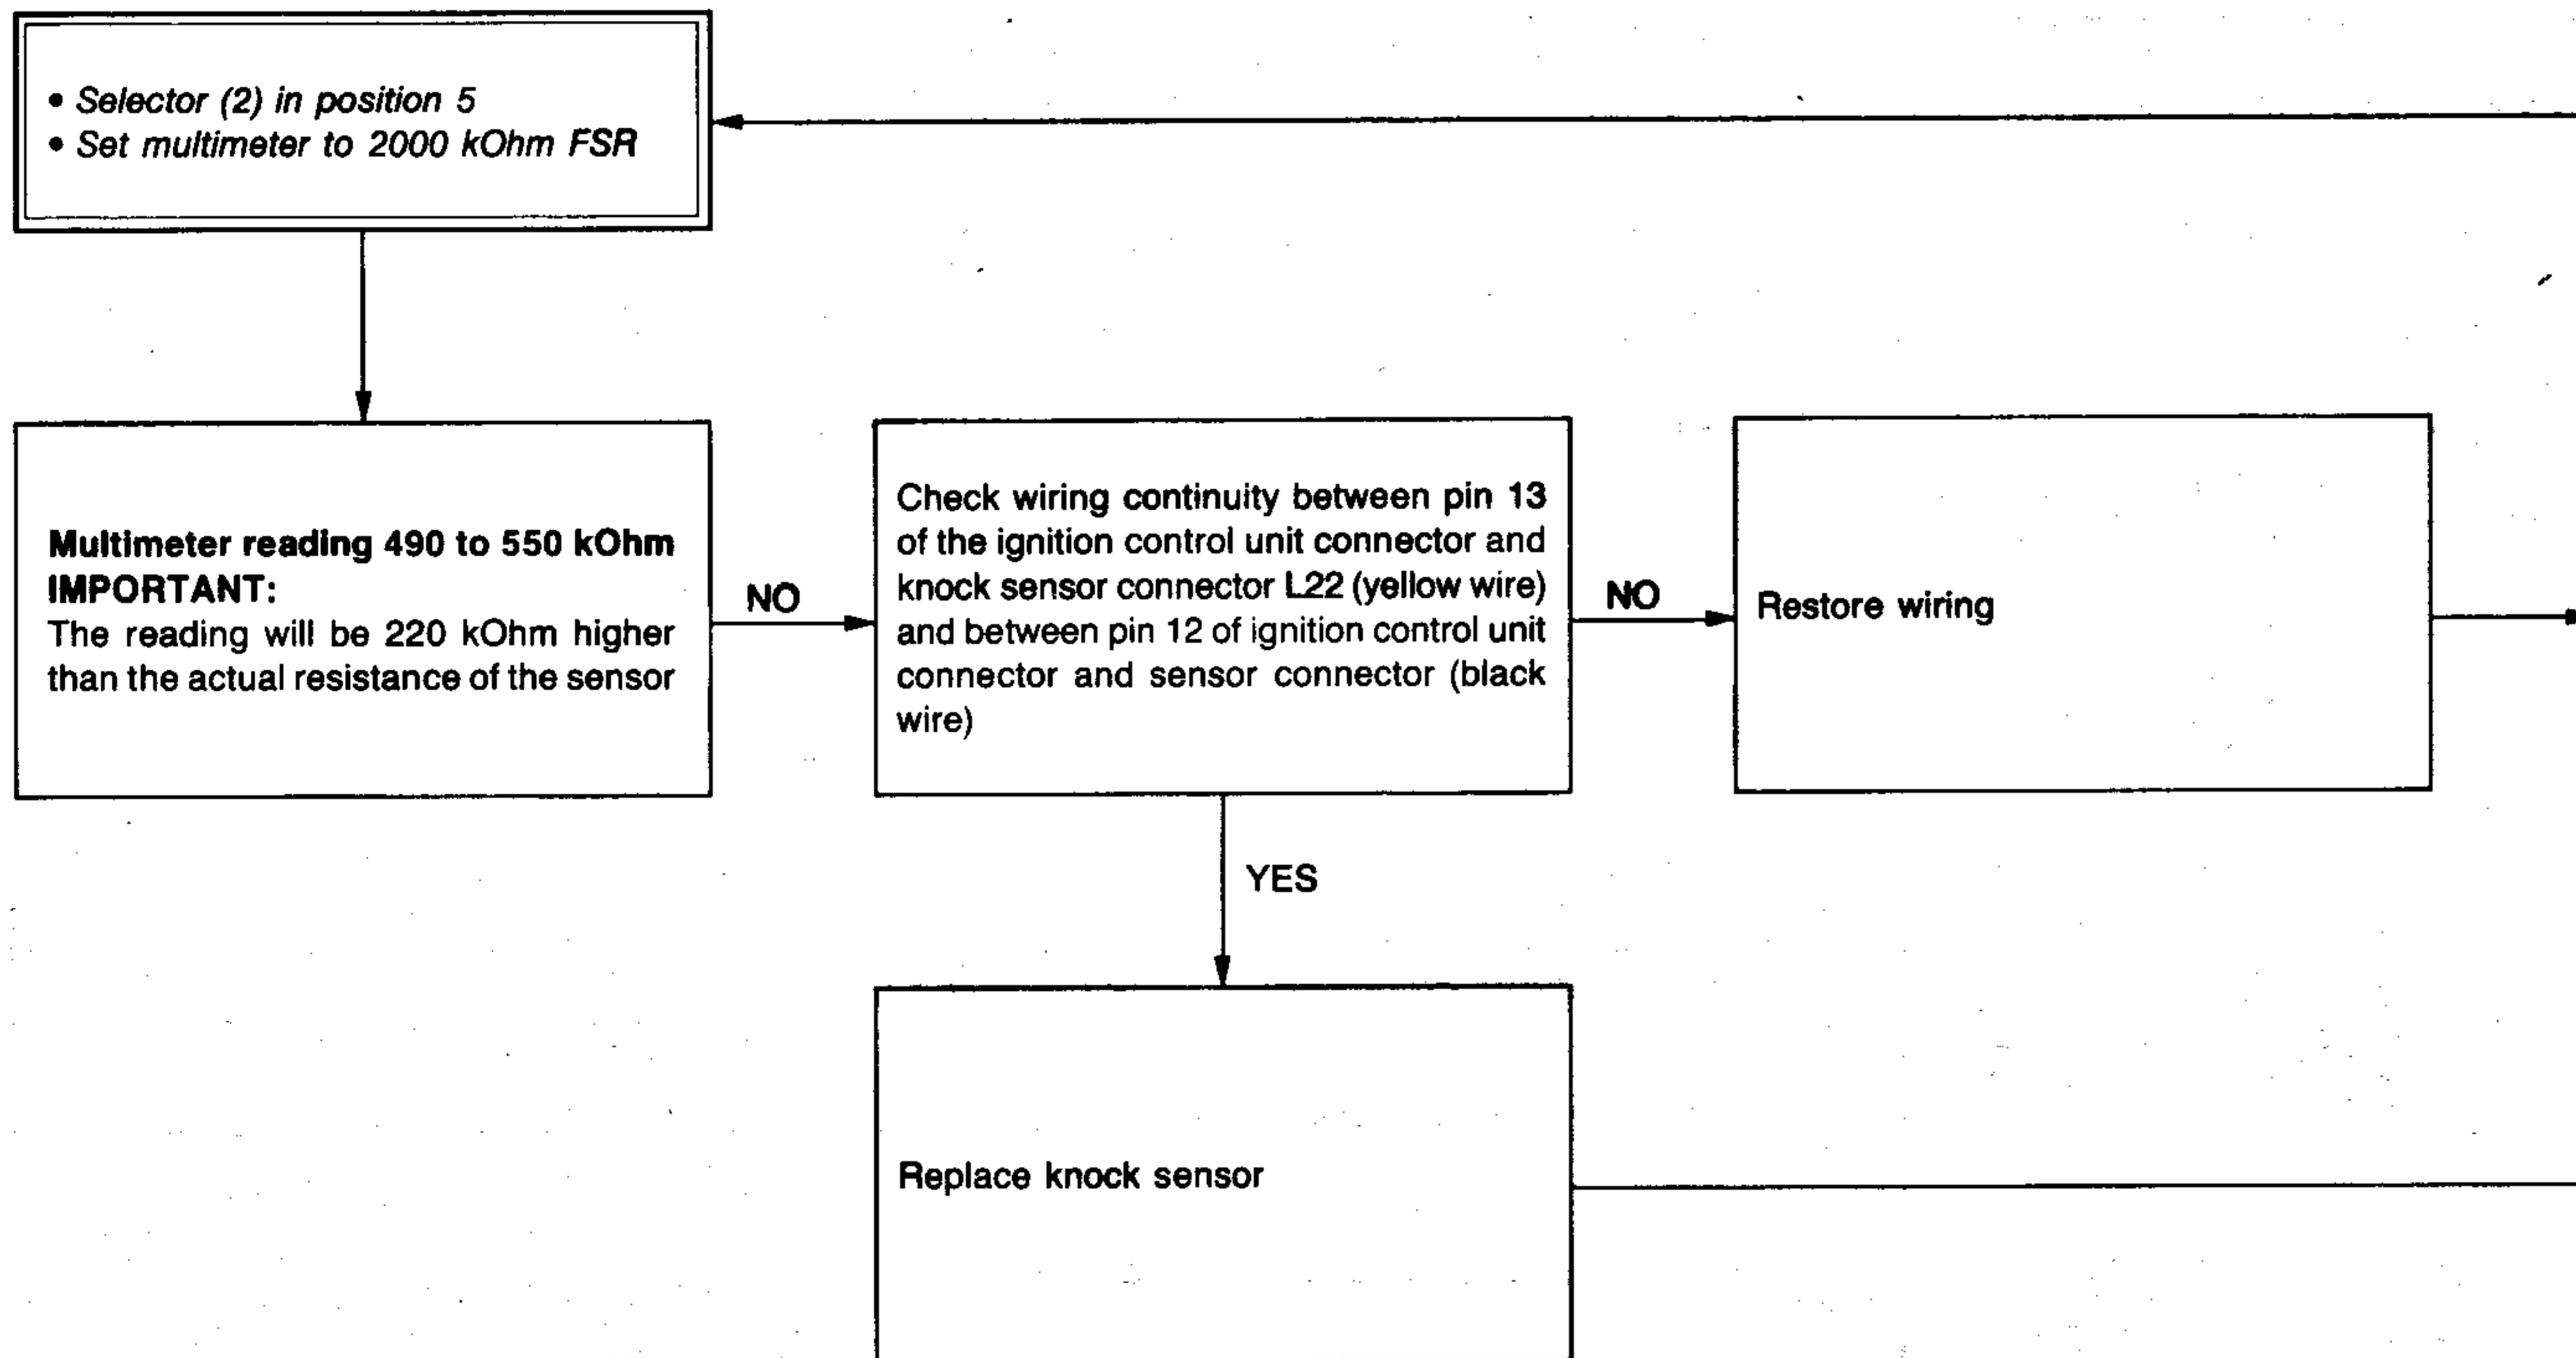 • Selector (2) in position 5
• Set multimeter to 2000 kOhm FSR
Multimeter reading 490 to 550 kOhm
IMPORTANT:
The reading will be 220 kOhm higher
than the actual resistance of the sensor
NO
Check wiring continuity between pin 13
of the ignition control unit connector and
knock sensor connector L22 (yellow wire)
and between pin 12 of ignition control unit
connector and sensor connector (black
wire)
NO
Restore wiring
YES
Replace knock sensor